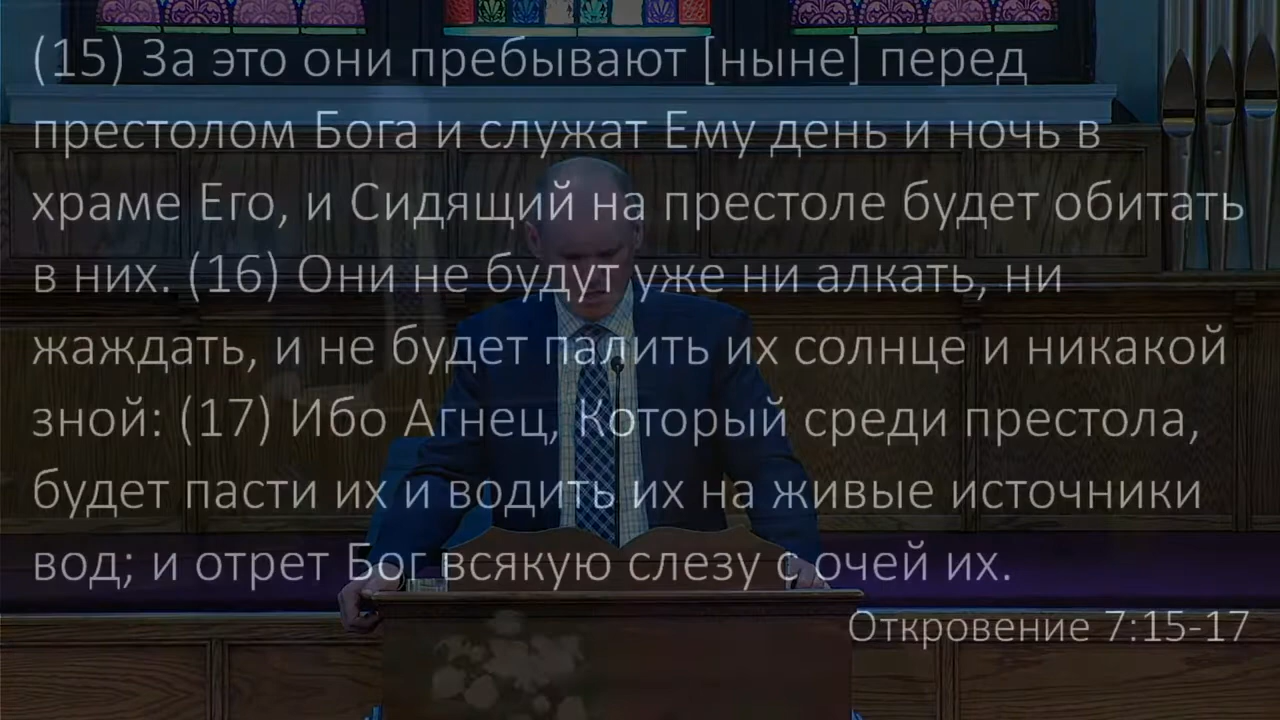 (15) За это они пребывают [ныне] перед
престолом Бога и служат Ему день и ночь в
храме Его, и Сидящий на престоле будет обитать
в них. (16) Они не будут уже ни алкать, ни
жаждать, и не будет палить их солнце и никакой
зной: (17) Ибо Агнец, Который среди престола,
будет пасти их и водить их на живые источники
вод; и отрет Бог всякую слезу с очей их.
Откровение 7:15-17